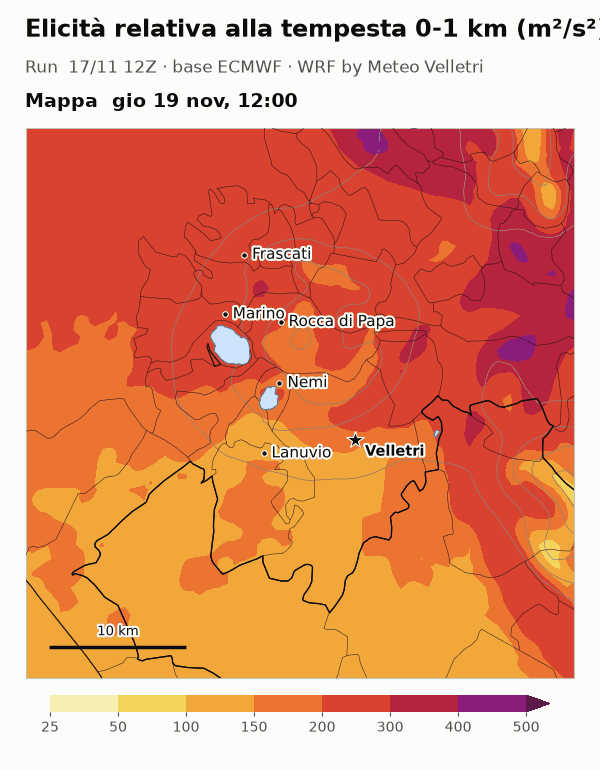 Elicità relativa alla tempesta 0-1 km (m²/s²)
Run  17/11 12Z · base ECMWF · WRF by Meteo Velletri
Mappa  gio 19 nov, 12:00
Frascati
Marino
Rocca di Papa
Nemi
Velletri
Lanuvio
10 km
25 50 100 150 200 300 400 500